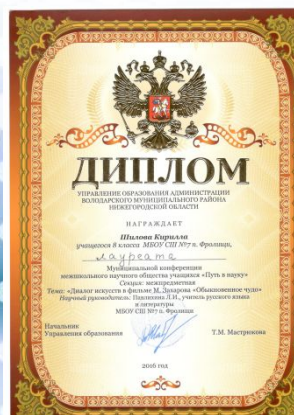 ДИПЛОМ
УПРАВЛЕНИЕ ОБРАЗОВАНИЯ АДМИНИСТРАЦИИ
ВОЛОДАРСКОГО МУНИЦИПАЛЬНОГО РАЙОНА
НИЖЕГОРОДСКОЙ ОБЛАСТИ
НАГРАЖДАЕТ
Шилова Кирилла
учащегося 8 класса МБОУ СШ №7 п. Фролищи,
лауреата
Муниципальной конференции
межшкольного научного общества учащихся «Путь в науку»
Секция: межпредметная
Тема: «Диалог искусств в фильме М. Захарова «Обыкновенное чудо»
Научный руководитель: Павлихина Л.И., учитель русского языка
и литературы
МБОУ СШ №7 п. Фролищи
Начальник
Управления образования Т.М. Мастрюкова
2016 год